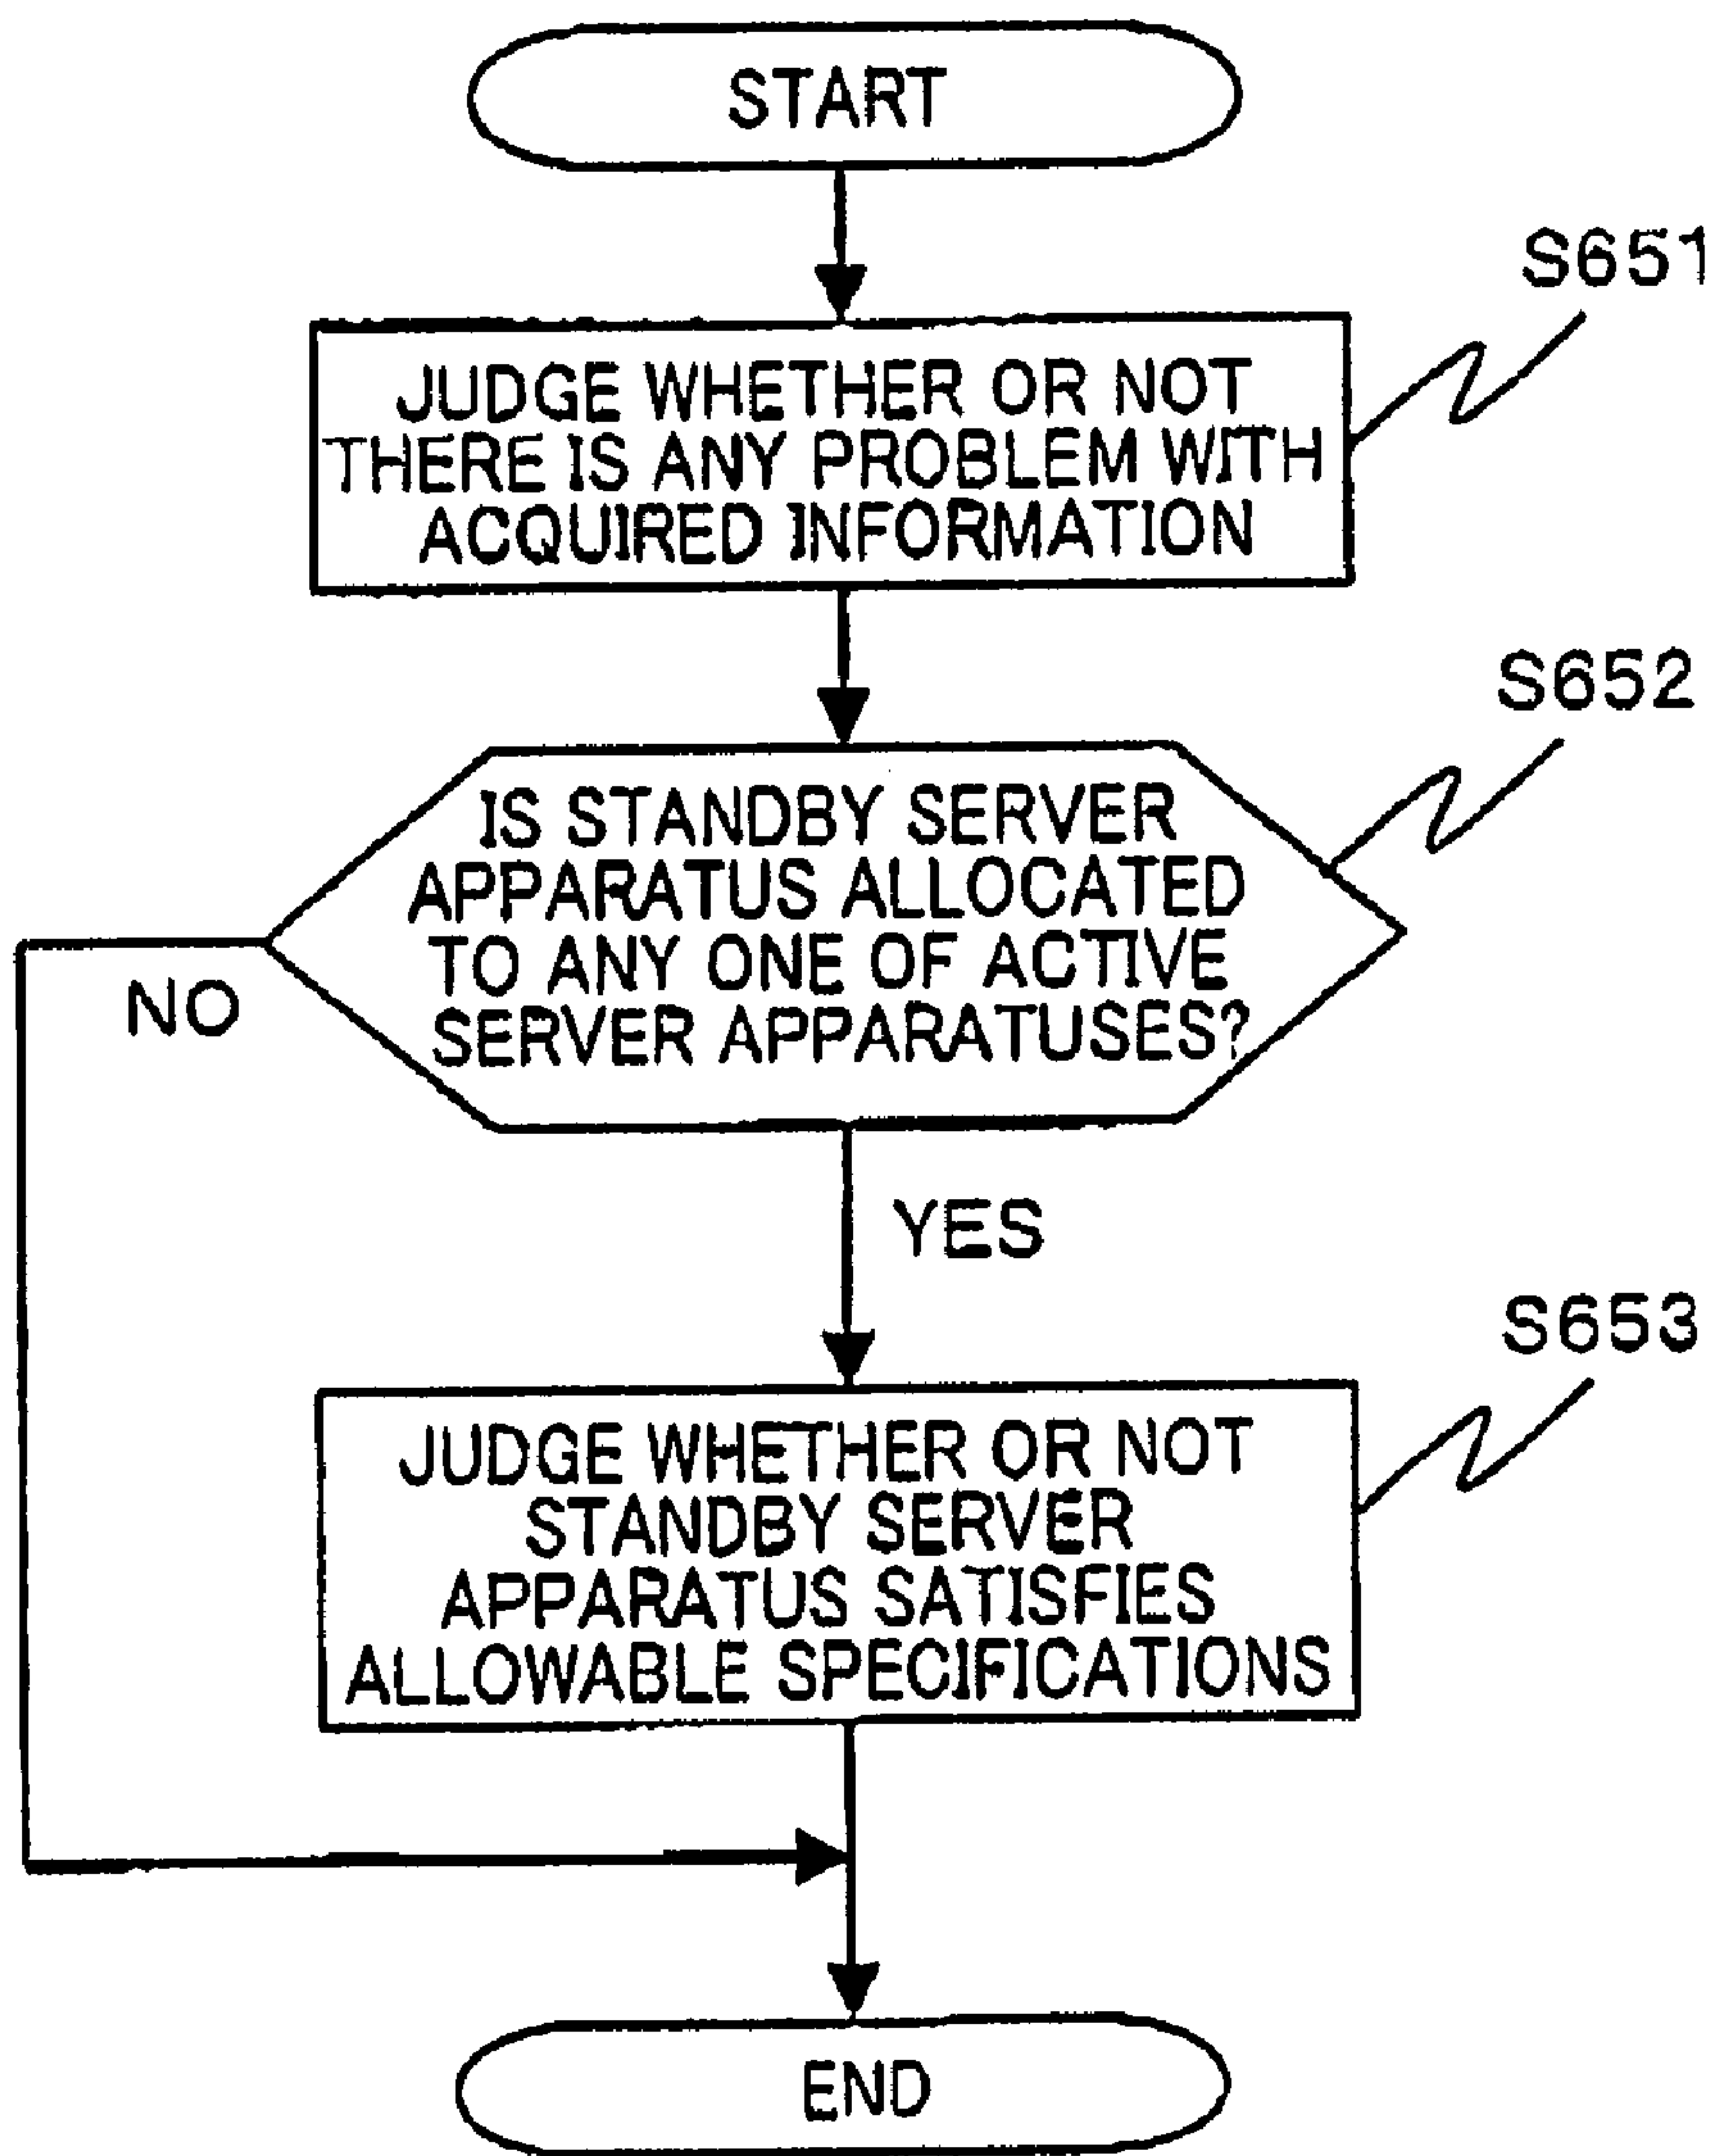 START
S651
JUDGE WHETHER OR NOT
THERE IS ANY PROBLEM WITH
ACQUIRED INFORMATION
S652
IS STANDBY SERVER
APPARATUS ALLOCATED
TO ANY ONE OF ACTIVE
SERVER APPARATUSES?
NO
YES
S653
JUDGE WHETHER OR NOT
STANDBY SERVER
APPARATUS SATISFIES
ALLOWABLE SPECIFICATIONS
END